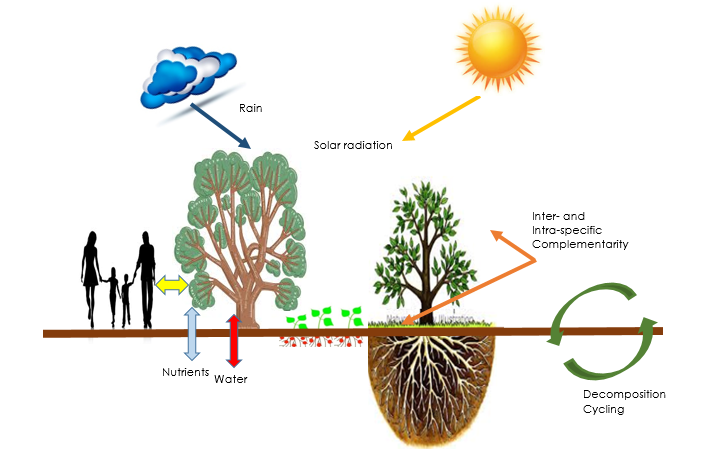 Rain
Solar radiation
Inter- and
Intra-specific
Complementarity
Nutrients
Water
Decomposition
Cycling